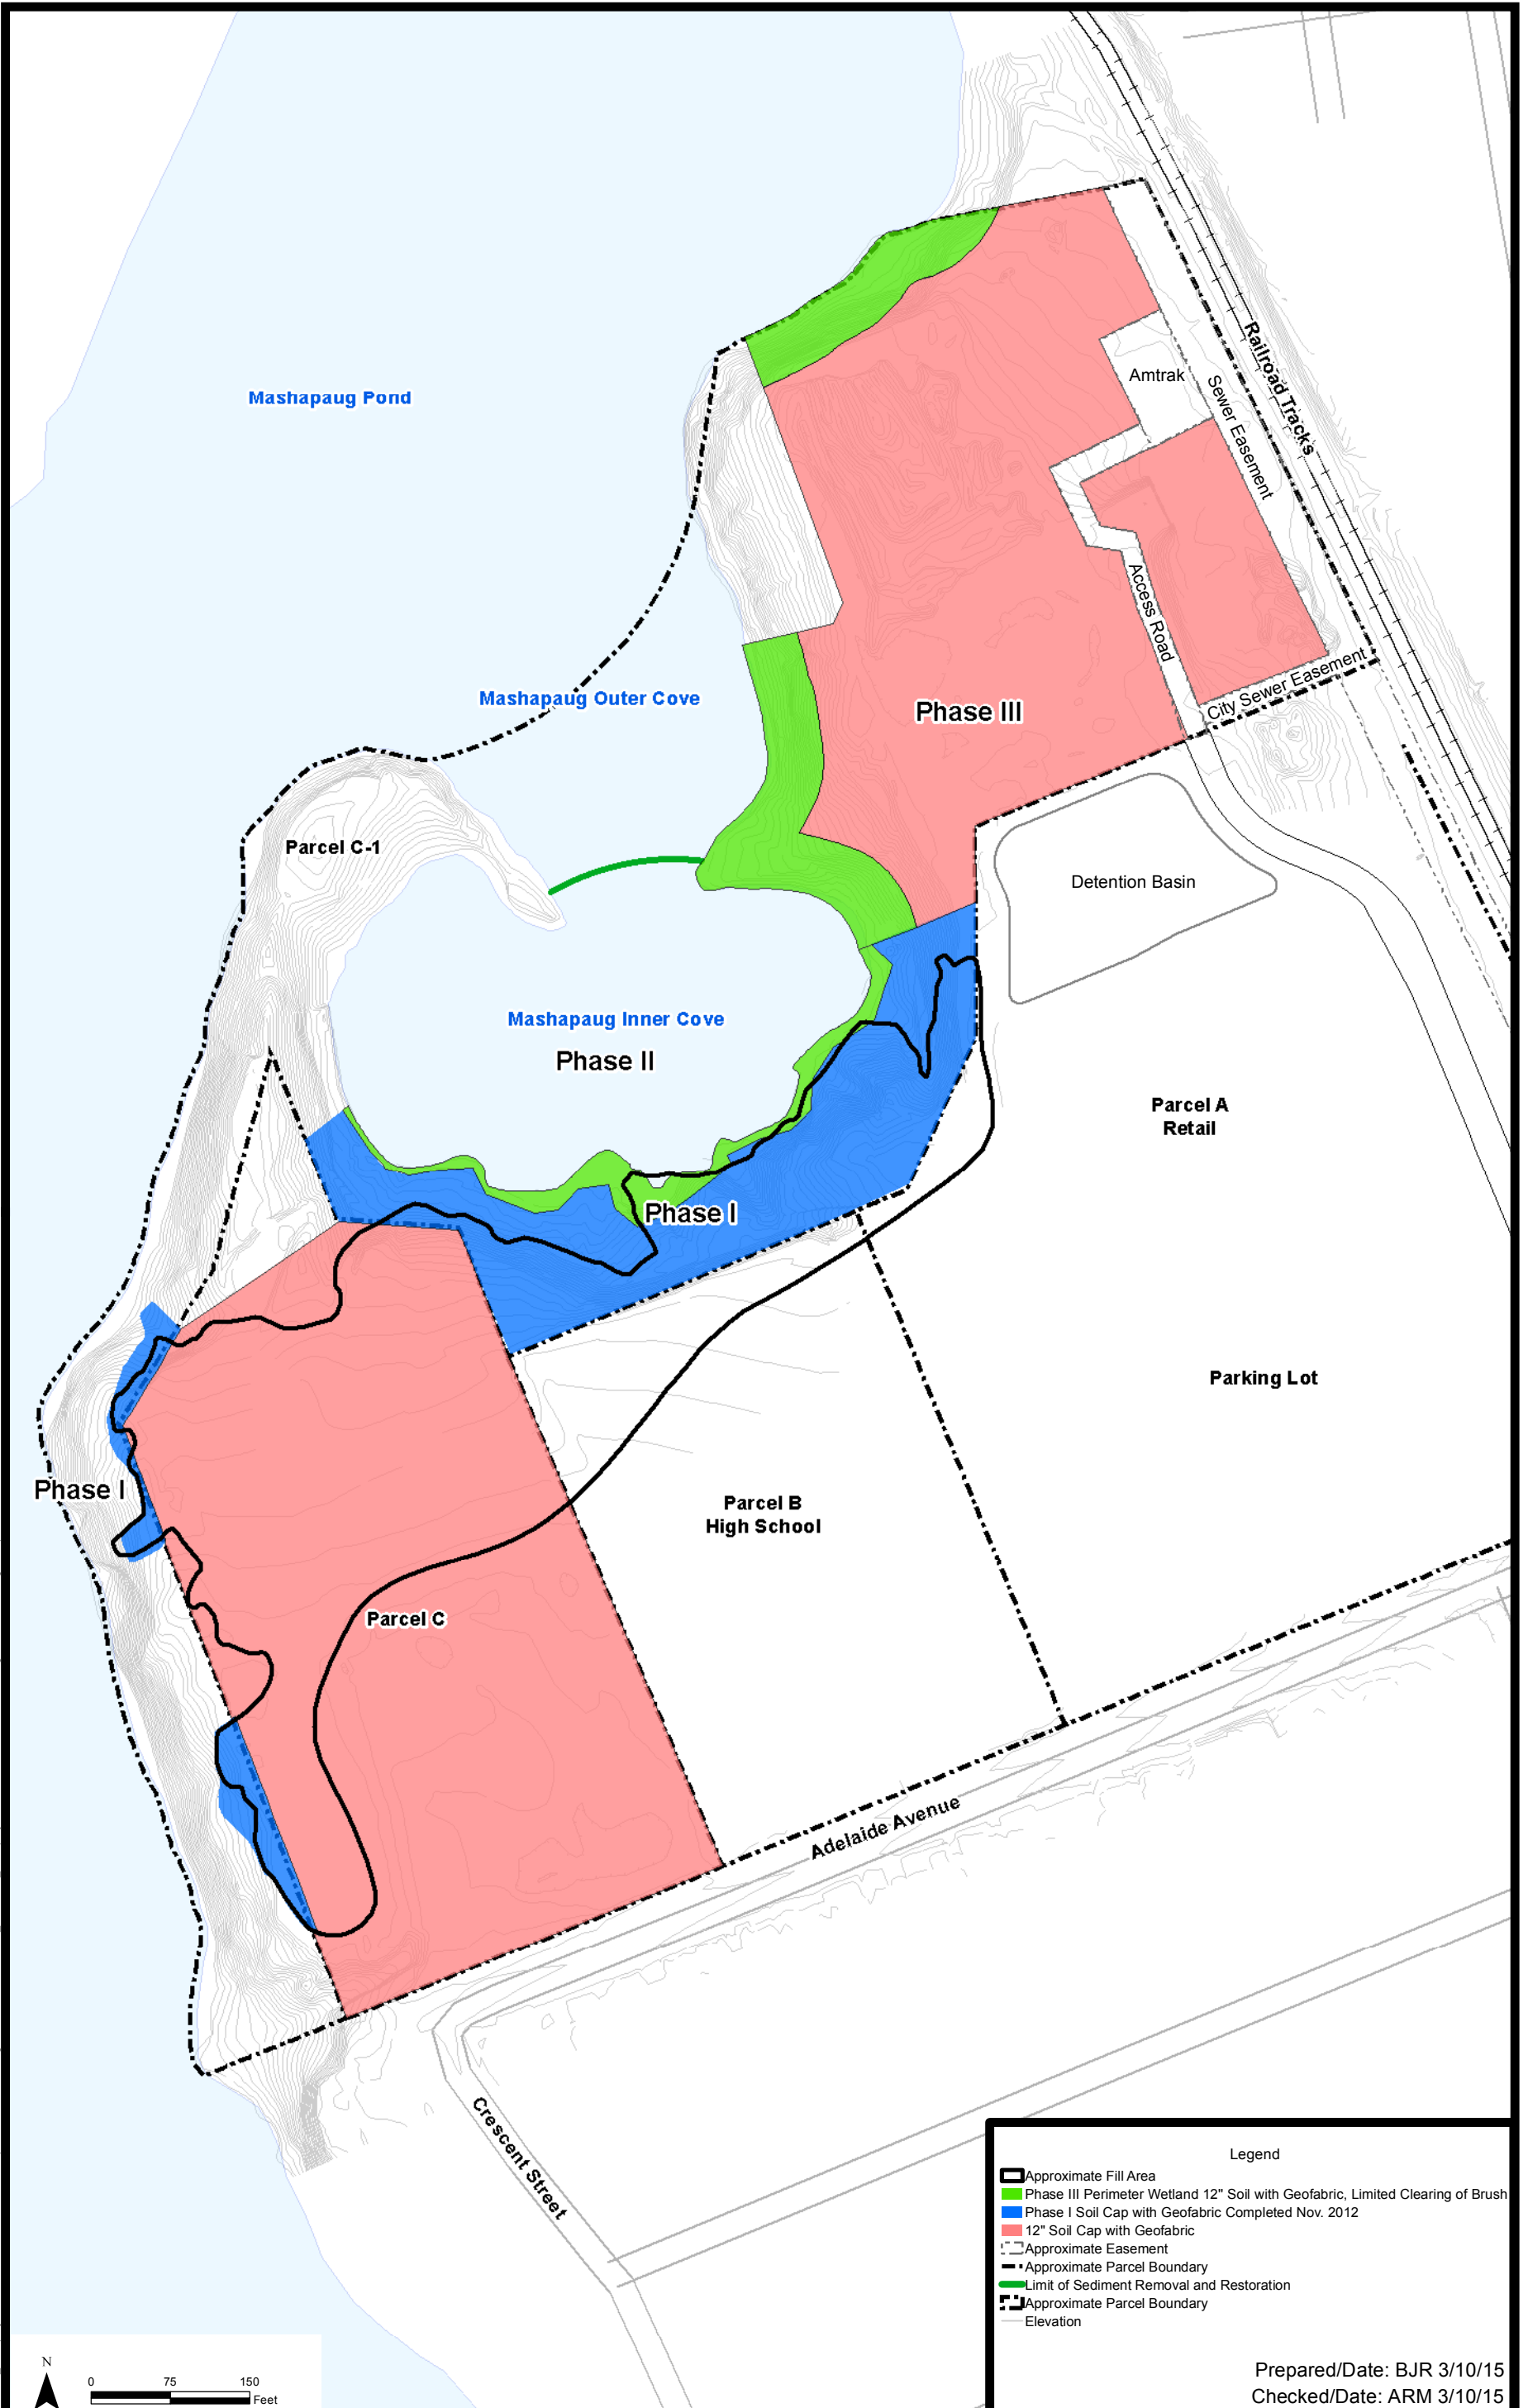 Mashapaug Pond
Railroad Tracks
Amtrak
Sewer Easement
Access Road
Mashapaug Outer Cove
Phase III
City Sewer Easement
Parcel C-1
Detention Basin
Mashapaug Inner Cove
Phase II
Parcel A
Retail
Phase I
Parking Lot
Phase I
Parcel B
High School
Parcel C
Adelaide Avenue
Crescent Street
Legend
Approximate Fill Area
Phase III Perimeter Wetland 12" Soil with Geofabric, Limited Clearing of Brush
Phase I Soil Cap with Geofabric Completed Nov. 2012
12" Soil Cap with Geofabric
Approximate Easement
Approximate Parcel Boundary
Limit of Sediment Removal and Restoration
Approximate Parcel Boundary
Elevation
Prepared/Date: BJR 3/10/15
Checked/Date: ARM 3/10/15
N
0 75 150
Feet